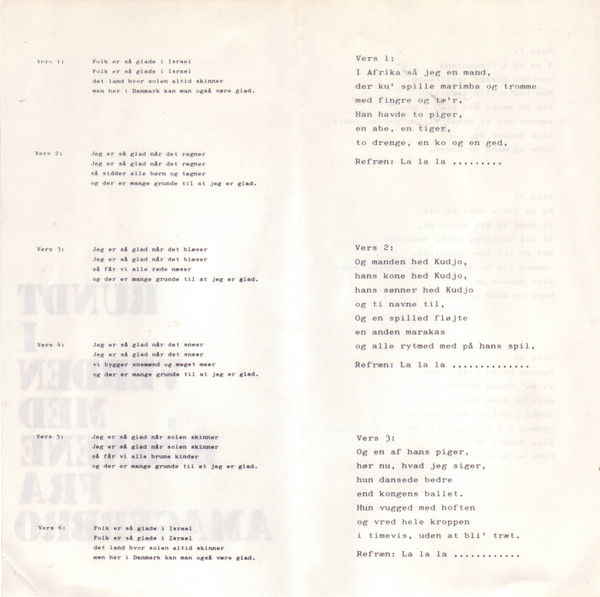 Vers 1:
Folk er så glade i Israel
Folk er så glade i Israel
det land hvor solen altid skinner
men her i Danmark kan man også være glad.
Vers 2:
Jeg er så glad når det regner
Jeg er så glad når det regner
så sidder alle børn og tegner
og der er mange grunde til at jeg er glad.
Vers 3:
Jeg er så glad når det blæser
Jeg er så glad når det blæser
så får vi alle røde næser
og der er mange grunde til at jeg er glad.
Vers 4:
Jeg er så glad når det sneer
Jeg er så glad når det sneer
vi bygger snemænd og meget meer
og der er mange grunde til at jeg er glad.
Vers 5:
Jeg er så glad når solen skinner
Jeg er så glad når solen skinner
så får vi alle brune kinder
og der er mange grunde til at jeg er glad.
Vers 6:
Folk er så glade i Israel
Folk er så glade i Israel
det land hvor solen altid skinner
men her i Danmark kan man også være glad.
Vers 1:
I Afrika så jeg en mand,
der ku' spille marimba og tromme
med fingre og tæ'r.
Han havde to piger,
en abe, en tiger,
to drenge, en ko og en ged.
Refræn: La la la .........
Vers 2:
Og manden hed Kudjo,
hans kone hed Kudjo,
hans sønner hed Kudjo
og ti navne til,
Og en spilled fløjte
en anden marakas
og alle rytmed med på hans spil.
Refræn: La la la .............
Vers 3:
Og en af hans piger,
hør nu, hvad jeg siger,
hun dansede bedre
end kongens ballet.
Hun vugged med hoften
og vred hele kroppen
i timevis, uden at bli' træt.
Refræn: La la la ............
RUNDT
I
VERDEN
MED
ENE
FRA
AMAGERBRO